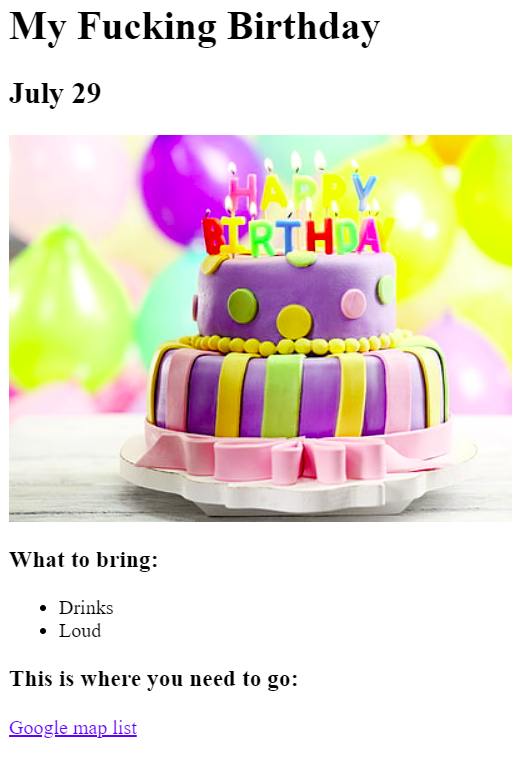 My Fucking Birthday
July 29
HAPPY
BIRTHDAY
What to bring:
Drinks
Loud
This is where you need to go:
Google map list